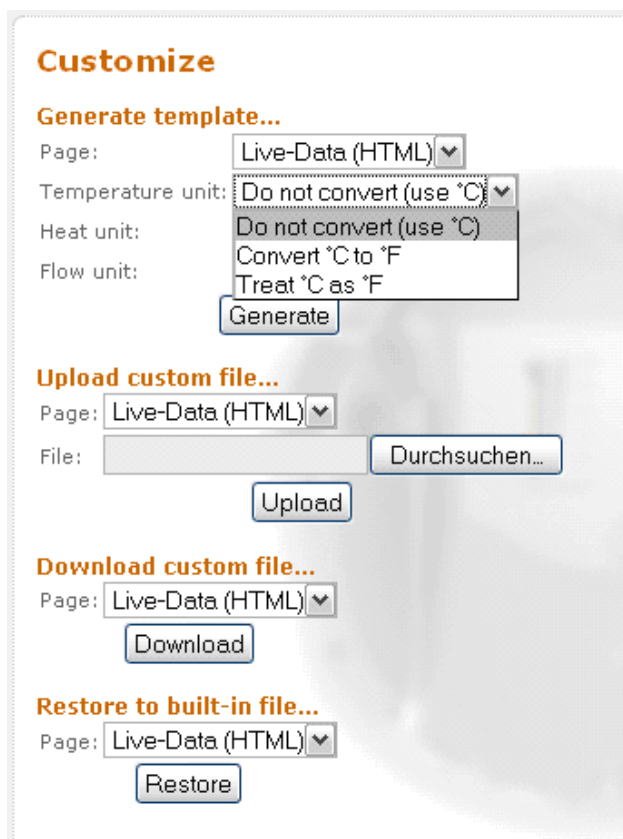 Customize
Generate template...
Page: Live-Data (HTML)
Temperature unit: Do not convert (use °C)
Do not convert (use °C)
Heat unit:
Convert °C to °F
Flow unit:
Treat °C as °F
Generate
Upload custom file...
Page: Live-Data (HTML)
File: Durchsuchen...
Upload
Download custom file...
Page: Live-Data (HTML)
Download
Restore to built-in file...
Page: Live-Data (HTML)
Restore